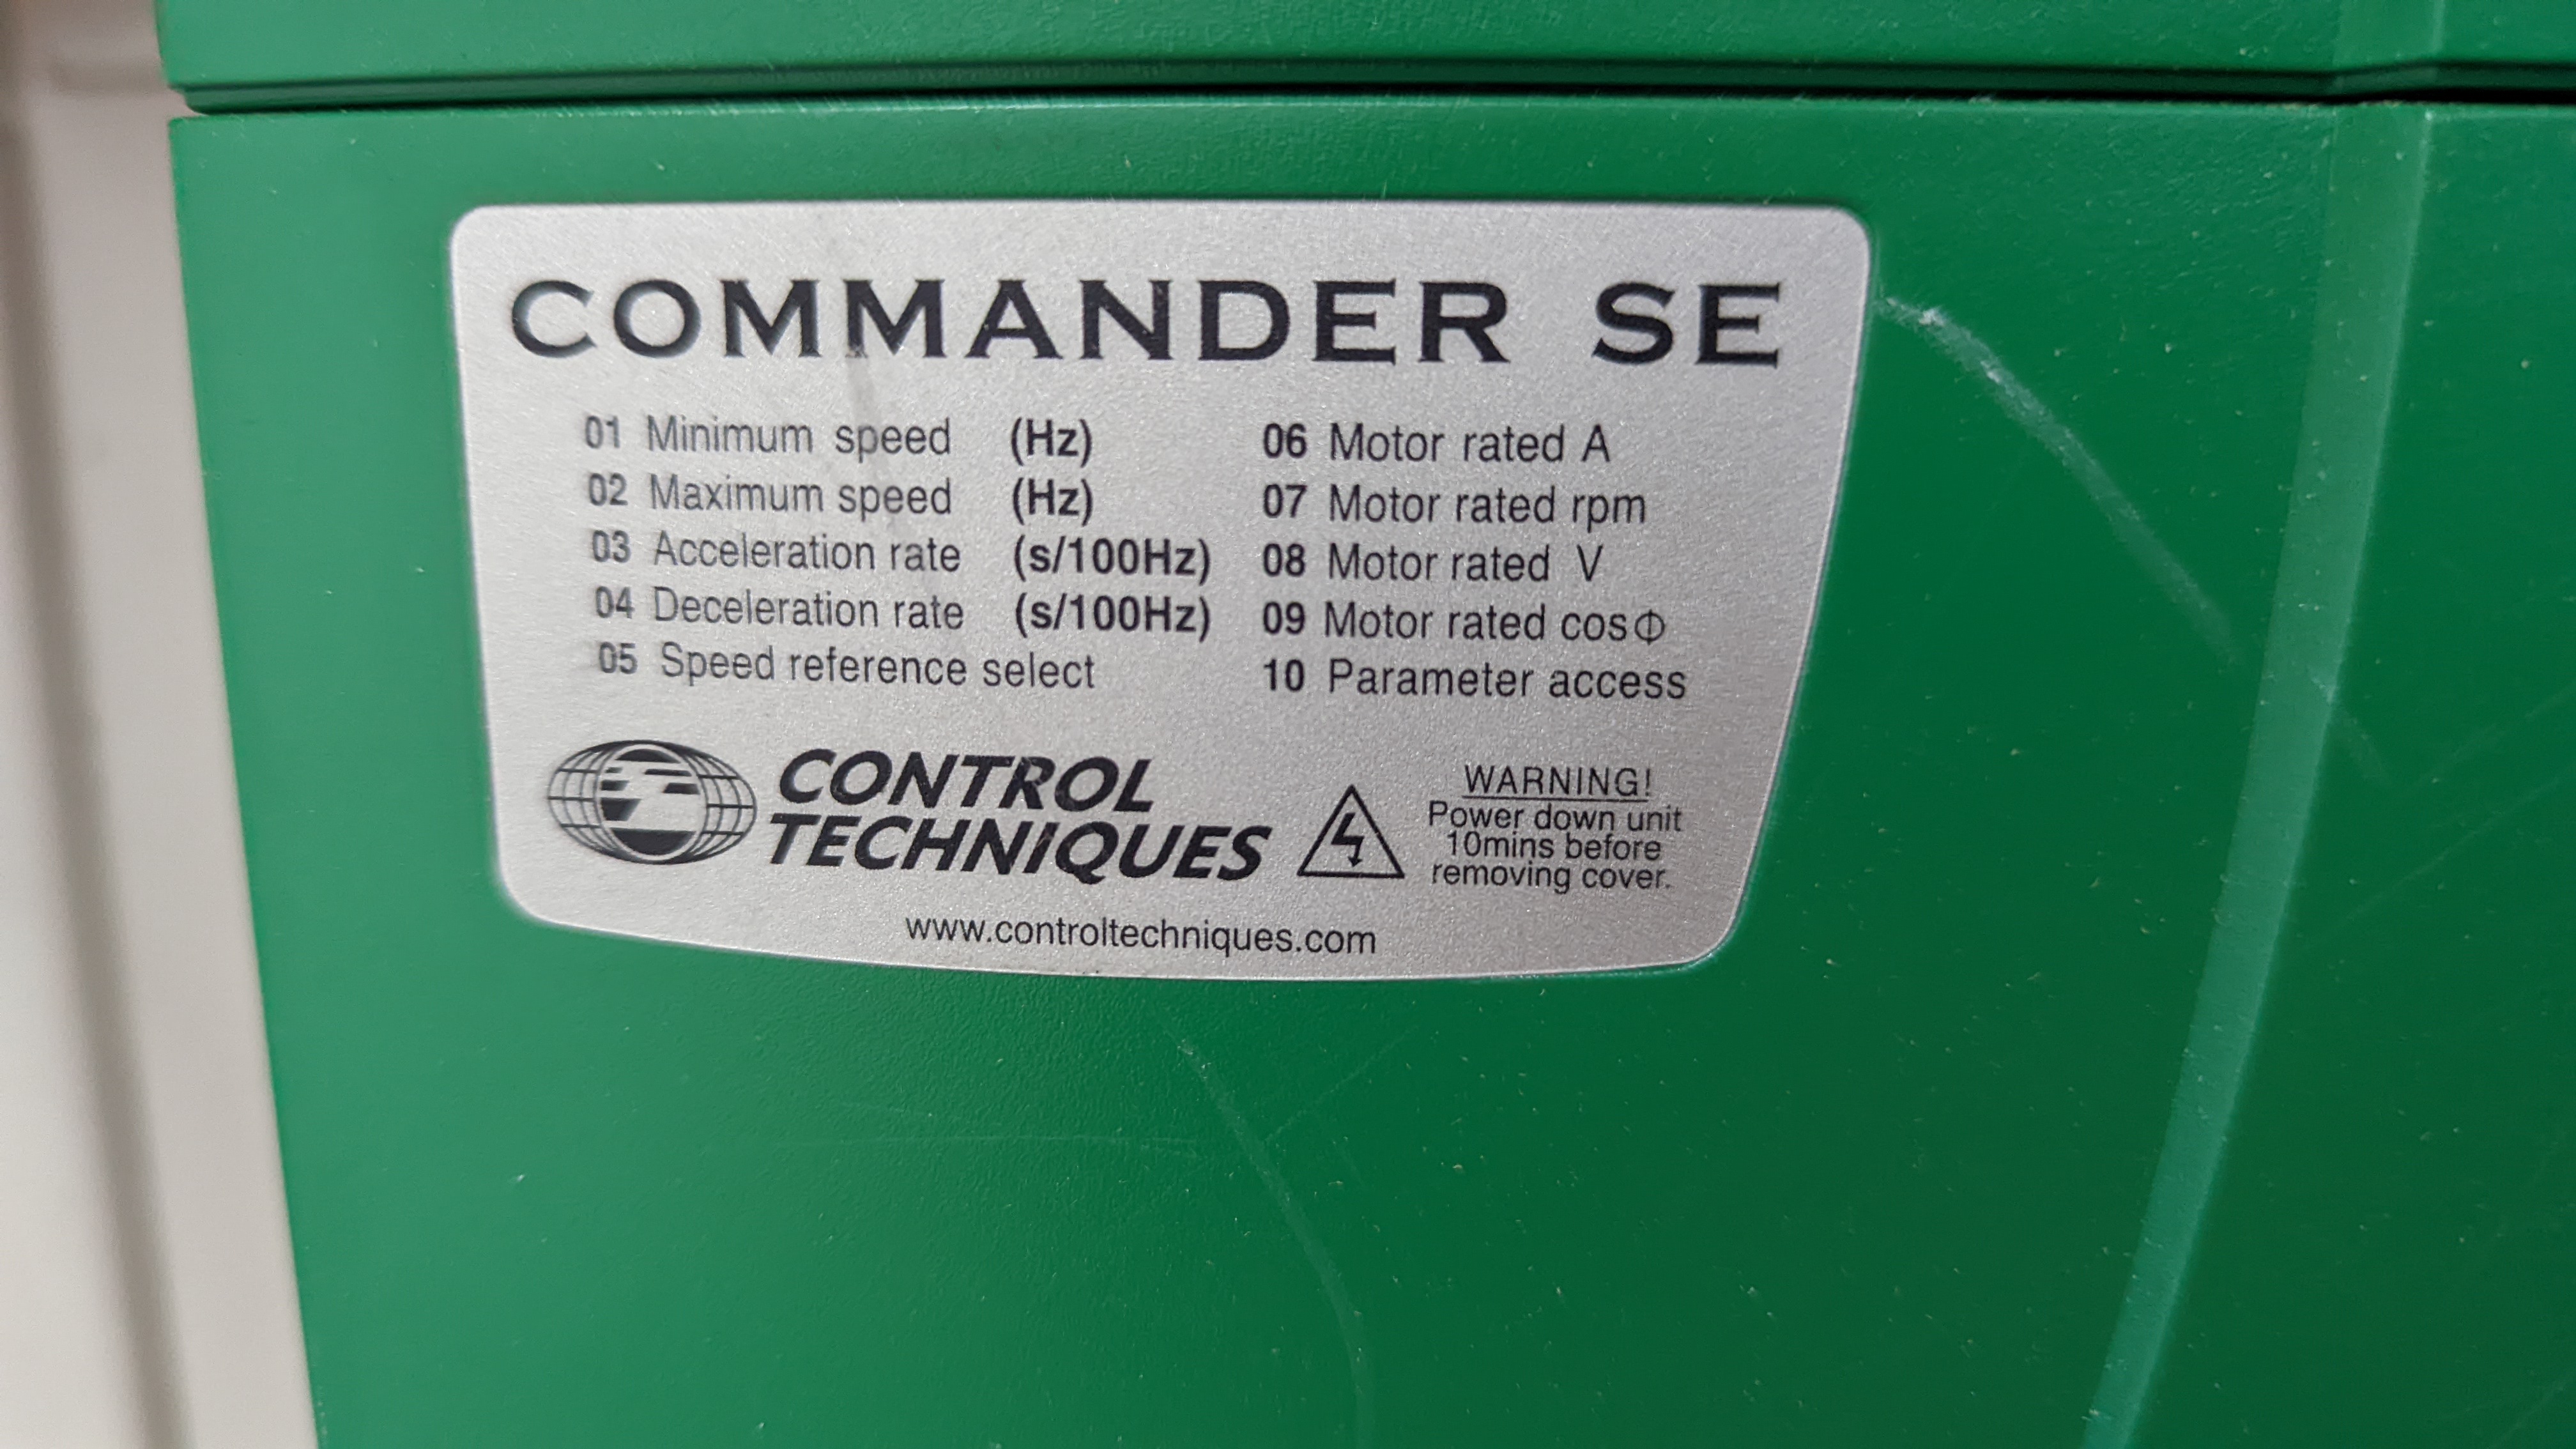 COMMANDER SE
01 Minimum speed (Hz)
02 Maximum speed (Hz)
03 Acceleration rate (s/100Hz)
04 Deceleration rate (s/100Hz)
05 Speed reference select
06 Motor rated A
07 Motor rated rpm
08 Motor rated V
09 Motor rated cosΦ
10 Parameter access
CONTROL
TECHNIQUES
WARNING!
Power down unit
10mins before
removing cover.
www.controltechniques.com